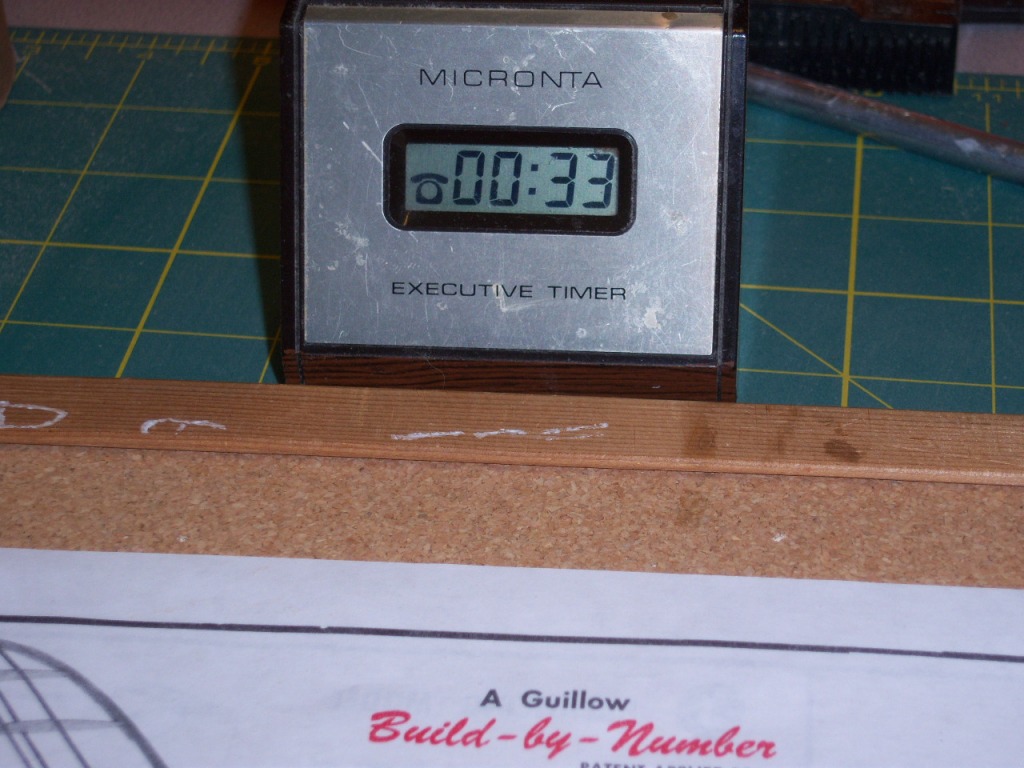 MICRONTA
00:33
EXECUTIVE TIMER
A Guillow
Build-by-Number